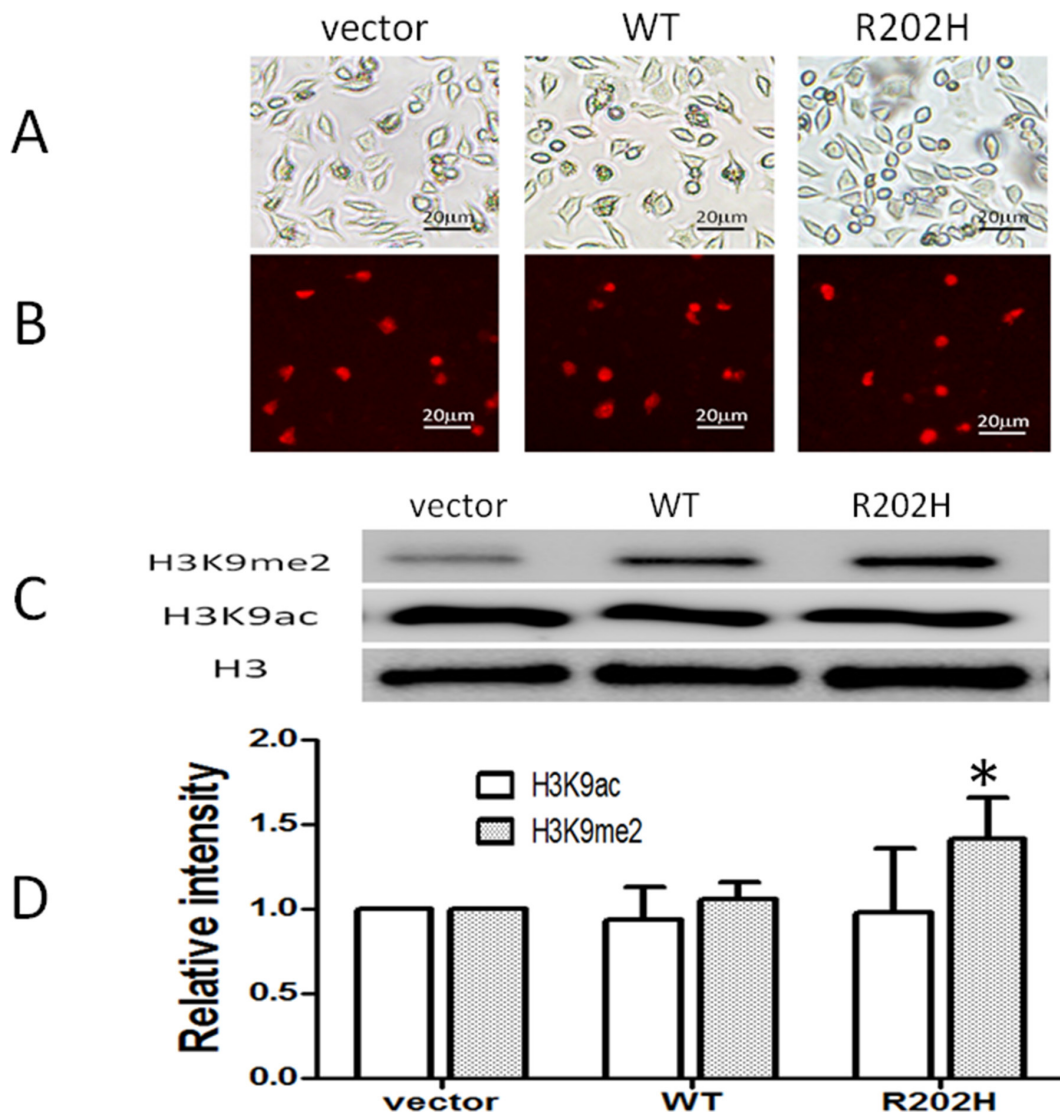 vector WT R202H
A
20μm 20μm 20μm
B
20μm 20μm 20μm
vector WT R202H
C
H3K9me2
H3K9ac
H3
D
Relative intensity
2.0
1.5
1.0
0.5
0.0
H3K9ac
H3K9me2
*
vector WT R202H